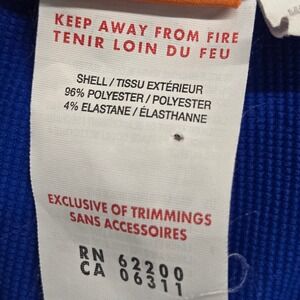 KEEP AWAY FROM FIRE
TENIR LOIN DU FEU
SHELL / TISSU EXTÉRIEUR
96% POLYESTER / POLYESTER
4% ELASTANE / ÉLASTHANNE
EXCLUSIVE OF TRIMMINGS
SANS ACCESSOIRES
RN 62200
CA 06311